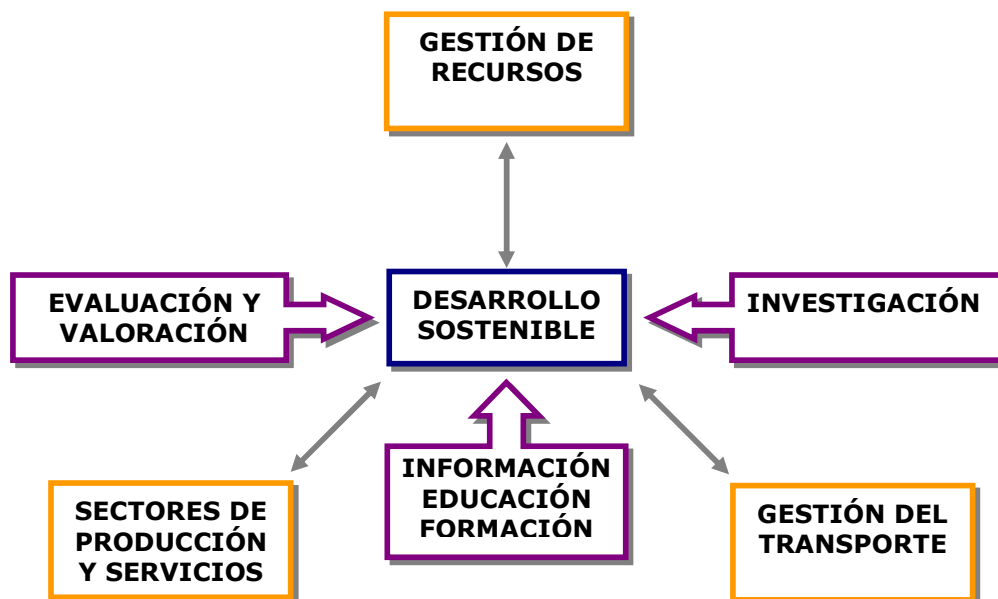 GESTIÓN DE
RECURSOS
EVALUACIÓN Y
VALORACIÓN
DESARROLLO
SOSTENIBLE
INVESTIGACIÓN
SECTORES DE
PRODUCCIÓN
Y SERVICIOS
INFORMACIÓN
EDUCACIÓN
FORMACIÓN
GESTIÓN DEL
TRANSPORTE